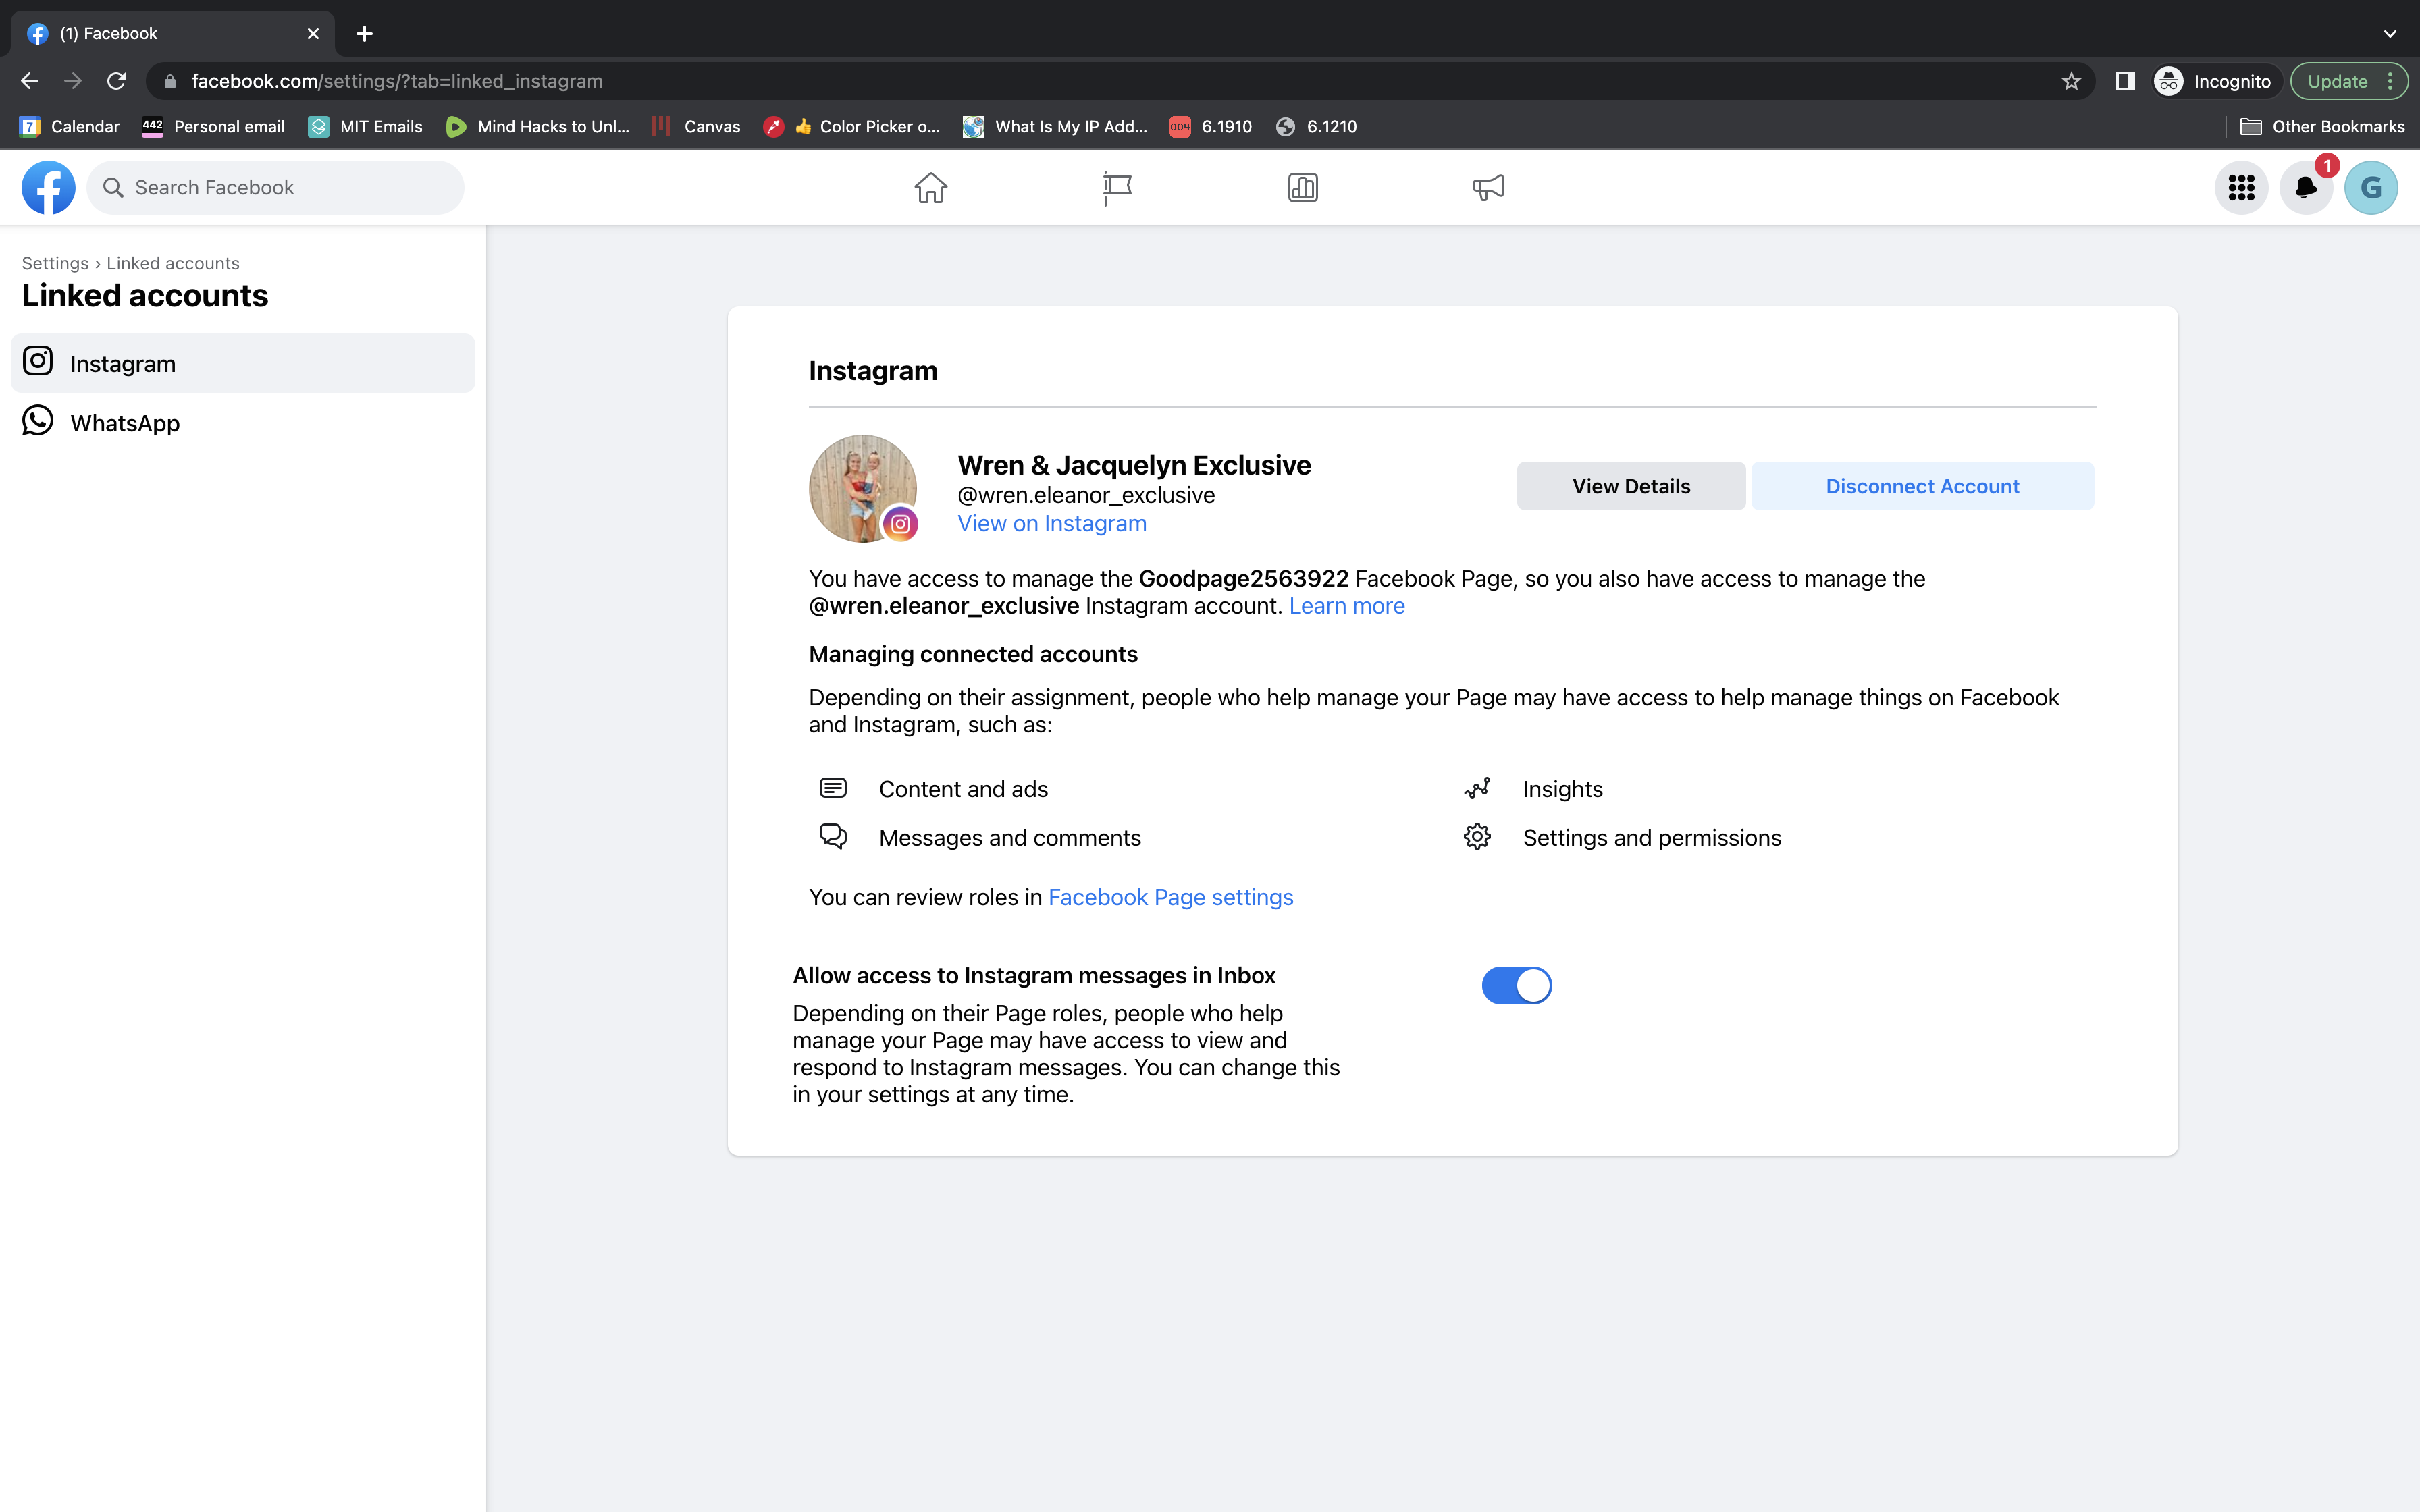 (1) Facebook
facebook.com/settings/?tab=linked_instagram
Incognito
Update
7 Calendar
442 Personal email
MIT Emails
Mind Hacks to Unl...
Canvas
👍 Color Picker o...
What Is My IP Add...
004 6.1910
6.1210
Other Bookmarks
Search Facebook
1
G
Settings › Linked accounts
Linked accounts
Instagram
WhatsApp
Instagram
Wren & Jacquelyn Exclusive
@wren.eleanor_exclusive
View on Instagram
View Details
Disconnect Account
You have access to manage the Goodpage2563922 Facebook Page, so you also have access to manage the
@wren.eleanor_exclusive Instagram account. Learn more
Managing connected accounts
Depending on their assignment, people who help manage your Page may have access to help manage things on Facebook
and Instagram, such as:
Content and ads
Insights
Messages and comments
Settings and permissions
You can review roles in Facebook Page settings
Allow access to Instagram messages in Inbox
Depending on their Page roles, people who help
manage your Page may have access to view and
respond to Instagram messages. You can change this
in your settings at any time.